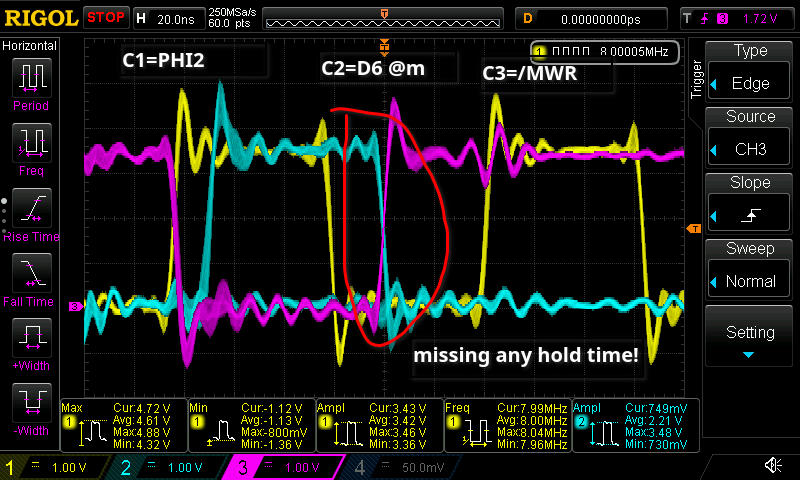 RIGOL STOP H 20.0ns 250MSa/s 60.0 pts T D 0.00000000ps T 3 1.72 V
Horizontal
Period
Freq
Rise Time
Fall Time
+Width
-Width
C1=PHI2
C2=D6 @m
C3=/MWR
T
1 8.00005MHz
3
T
missing any hold time!
Max
1
Cur:4.72 V
Avg:4.61 V
Max:4.88 V
Min:4.32 V
Min
1
Cur:-1.12 V
Avg:-1.13 V
Max:-800mV
Min:-1.36 V
Ampl
1
Cur:3.43 V
Avg:3.42 V
Max:3.46 V
Min:3.36 V
Freq
1
Cur:7.99MHz
Avg:8.00MHz
Max:8.04MHz
Min:7.96MHz
Ampl
2
Cur:749mV
Avg:2.21 V
Max:3.48 V
Min:730mV
1 1.00 V 2 1.00 V 3 1.00 V 4 50.0mV
Trigger
Type
Edge
Source
CH3
Slope
Sweep
Normal
Setting